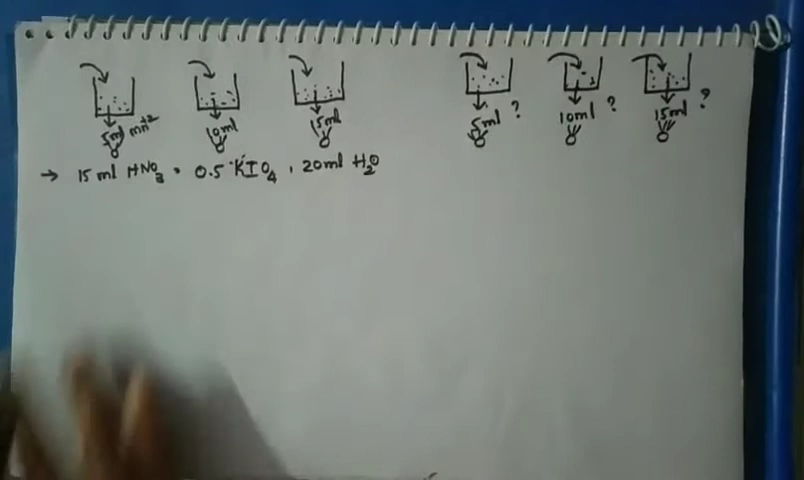 5ml mn+2 10ml 15ml 5ml ? 10ml ? 15ml ?
→ 15 ml HNO3 , 0.5 KIO4 , 20ml H2O